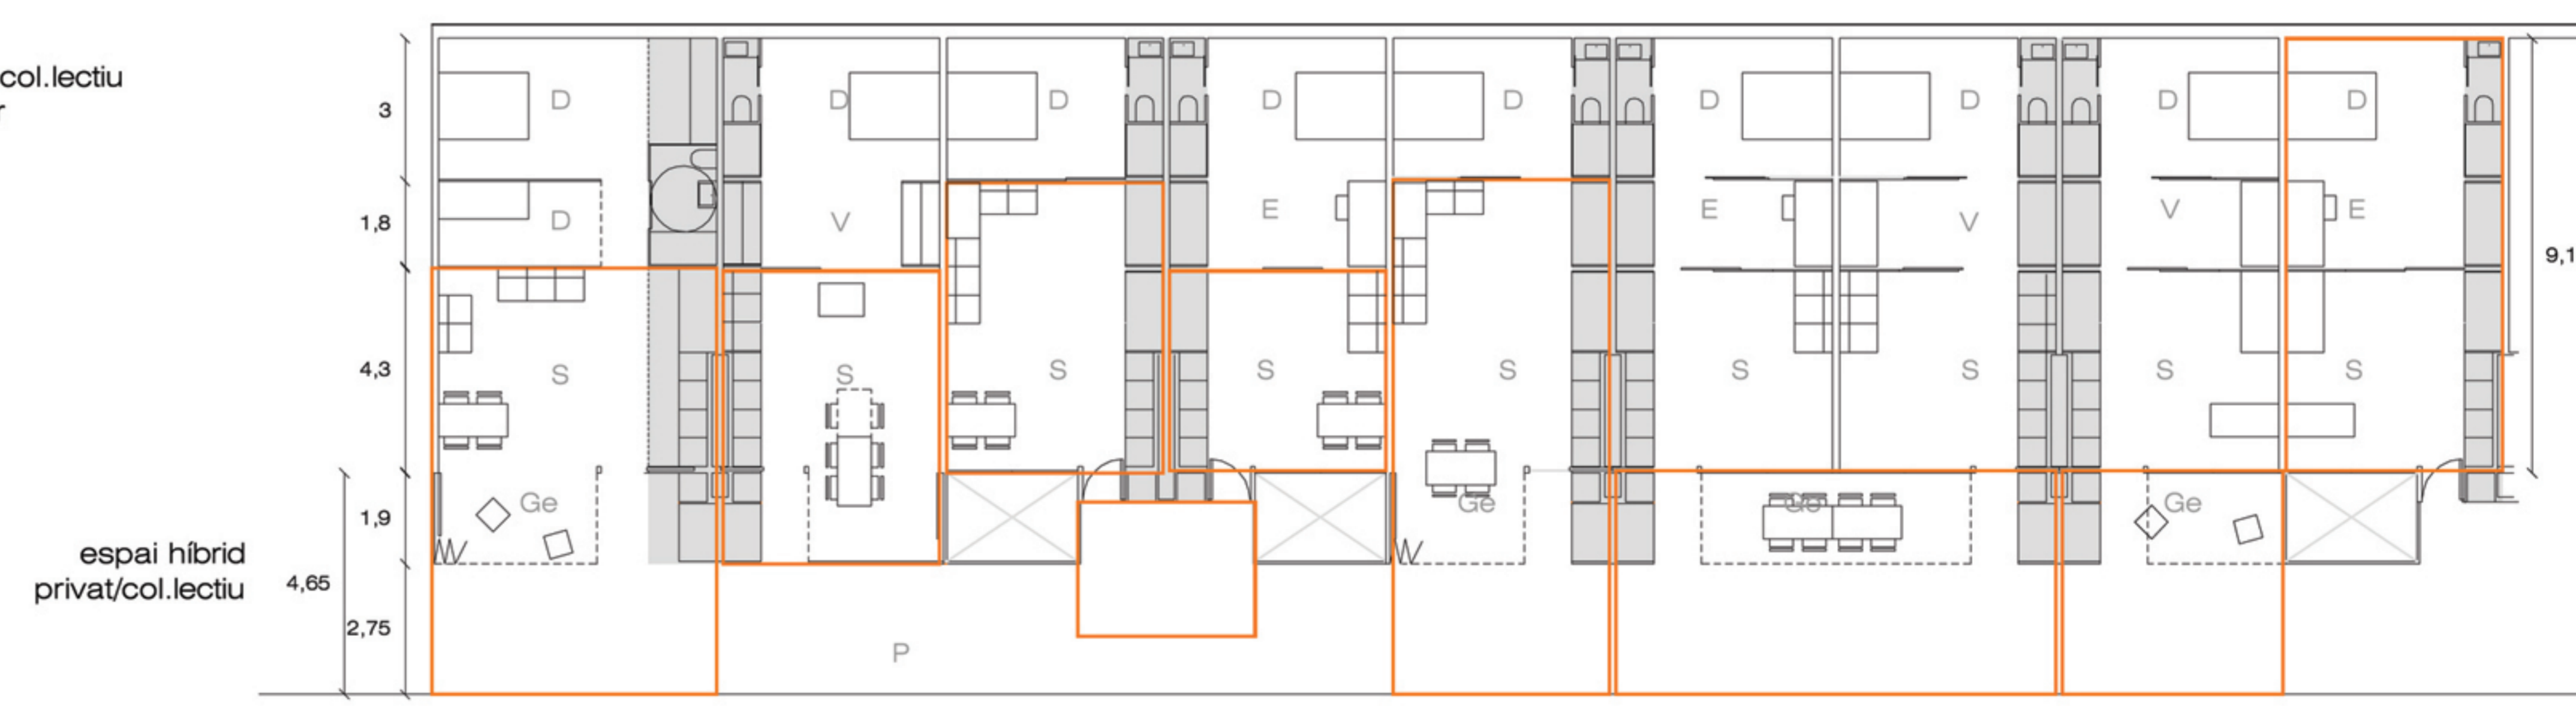 col.lectiu
r
D
D
D
D
D
D
D
D
D
3
D
V
E
E
V
V
E
1,8
9,1
S
S
S
S
S
S
S
S
S
4,3
Ge
Ge
Ge
Ge
1,9
espai híbrid
privat/col.lectiu
4,65
2,75
P